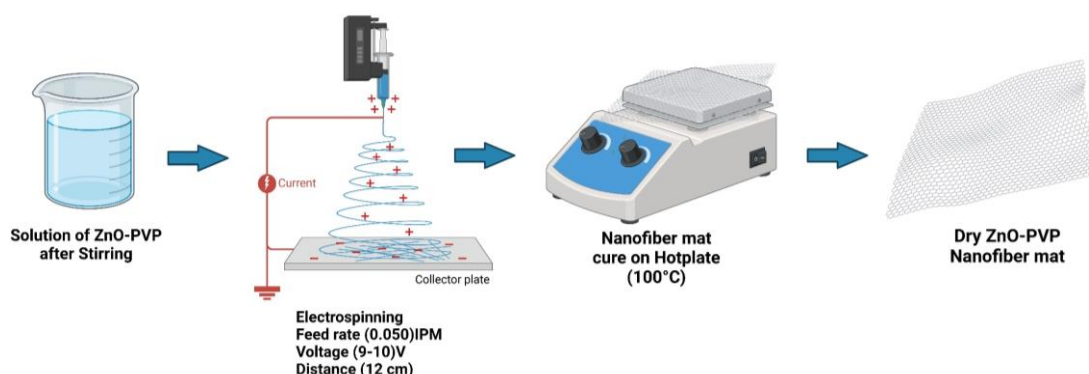 Solution of ZnO-PVP
after Stirring
Current
Collector plate
Electrospinning
Feed rate (0.050)IPM
Voltage (9-10)V
Distance (12 cm)
Nanofiber mat
cure on Hotplate
(100°C)
Dry ZnO-PVP
Nanofiber mat